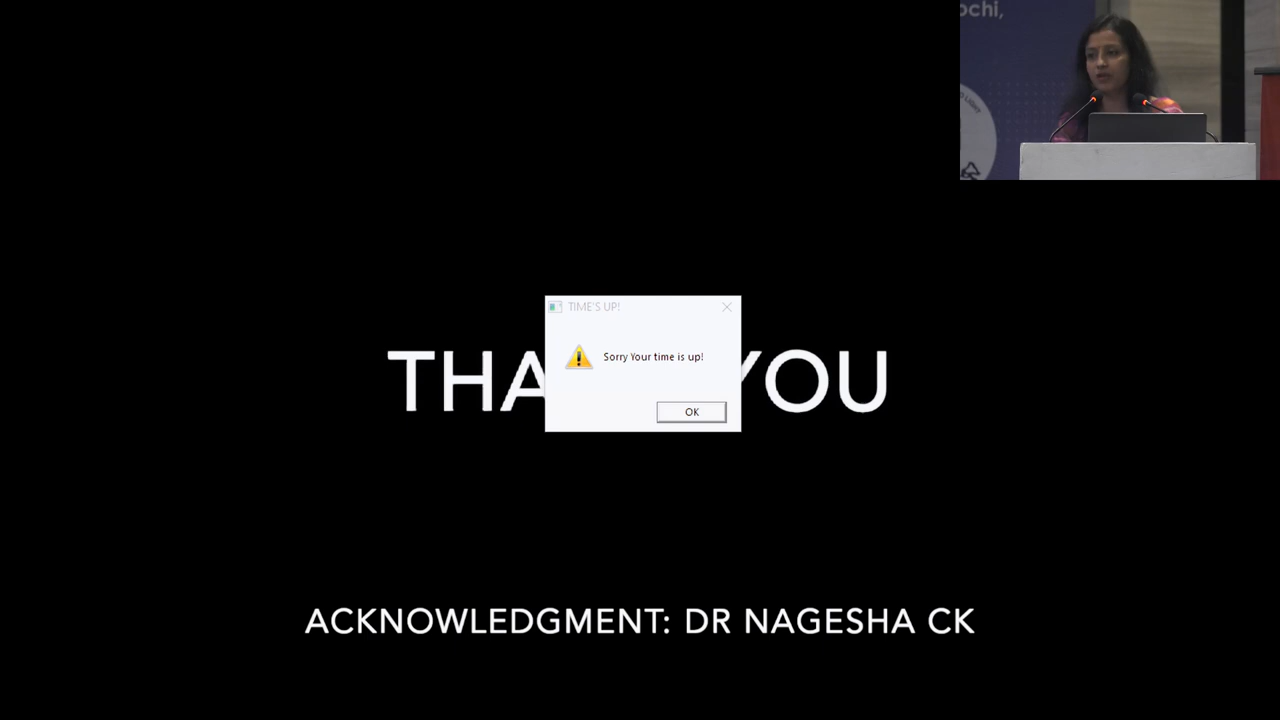 ochi,
TIME'S UP!
Sorry Your time is up!
OK
THA YOU
ACKNOWLEDGMENT: DR NAGESHA CK